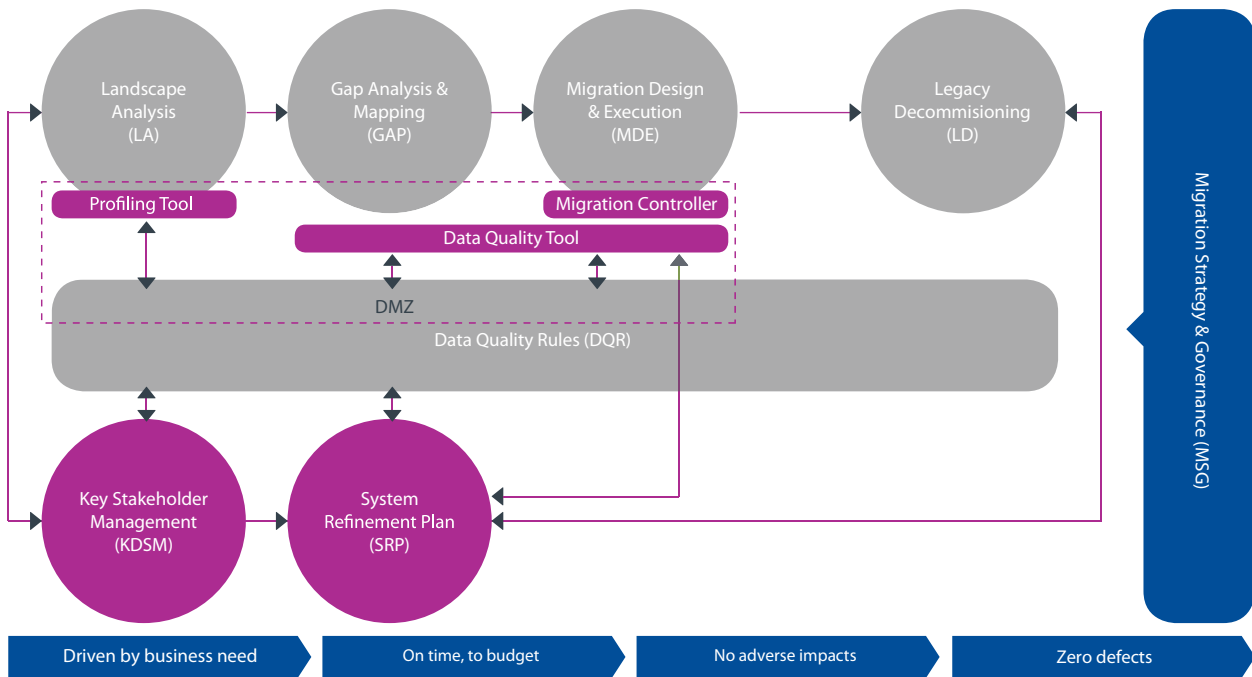 Landscape
Analysis
(LA)
Gap Analysis &
Mapping
(GAP)
Migration Design
& Execution
(MDE)
Legacy
Decommisioning
(LD)
Profiling Tool
Migration Controller
Data Quality Tool
DMZ
Data Quality Rules (DQR)
Key Stakeholder
Management
(KDSM)
System
Refinement Plan
(SRP)
Migration Strategy & Governance (MSG)
Driven by business need
On time, to budget
No adverse impacts
Zero defects